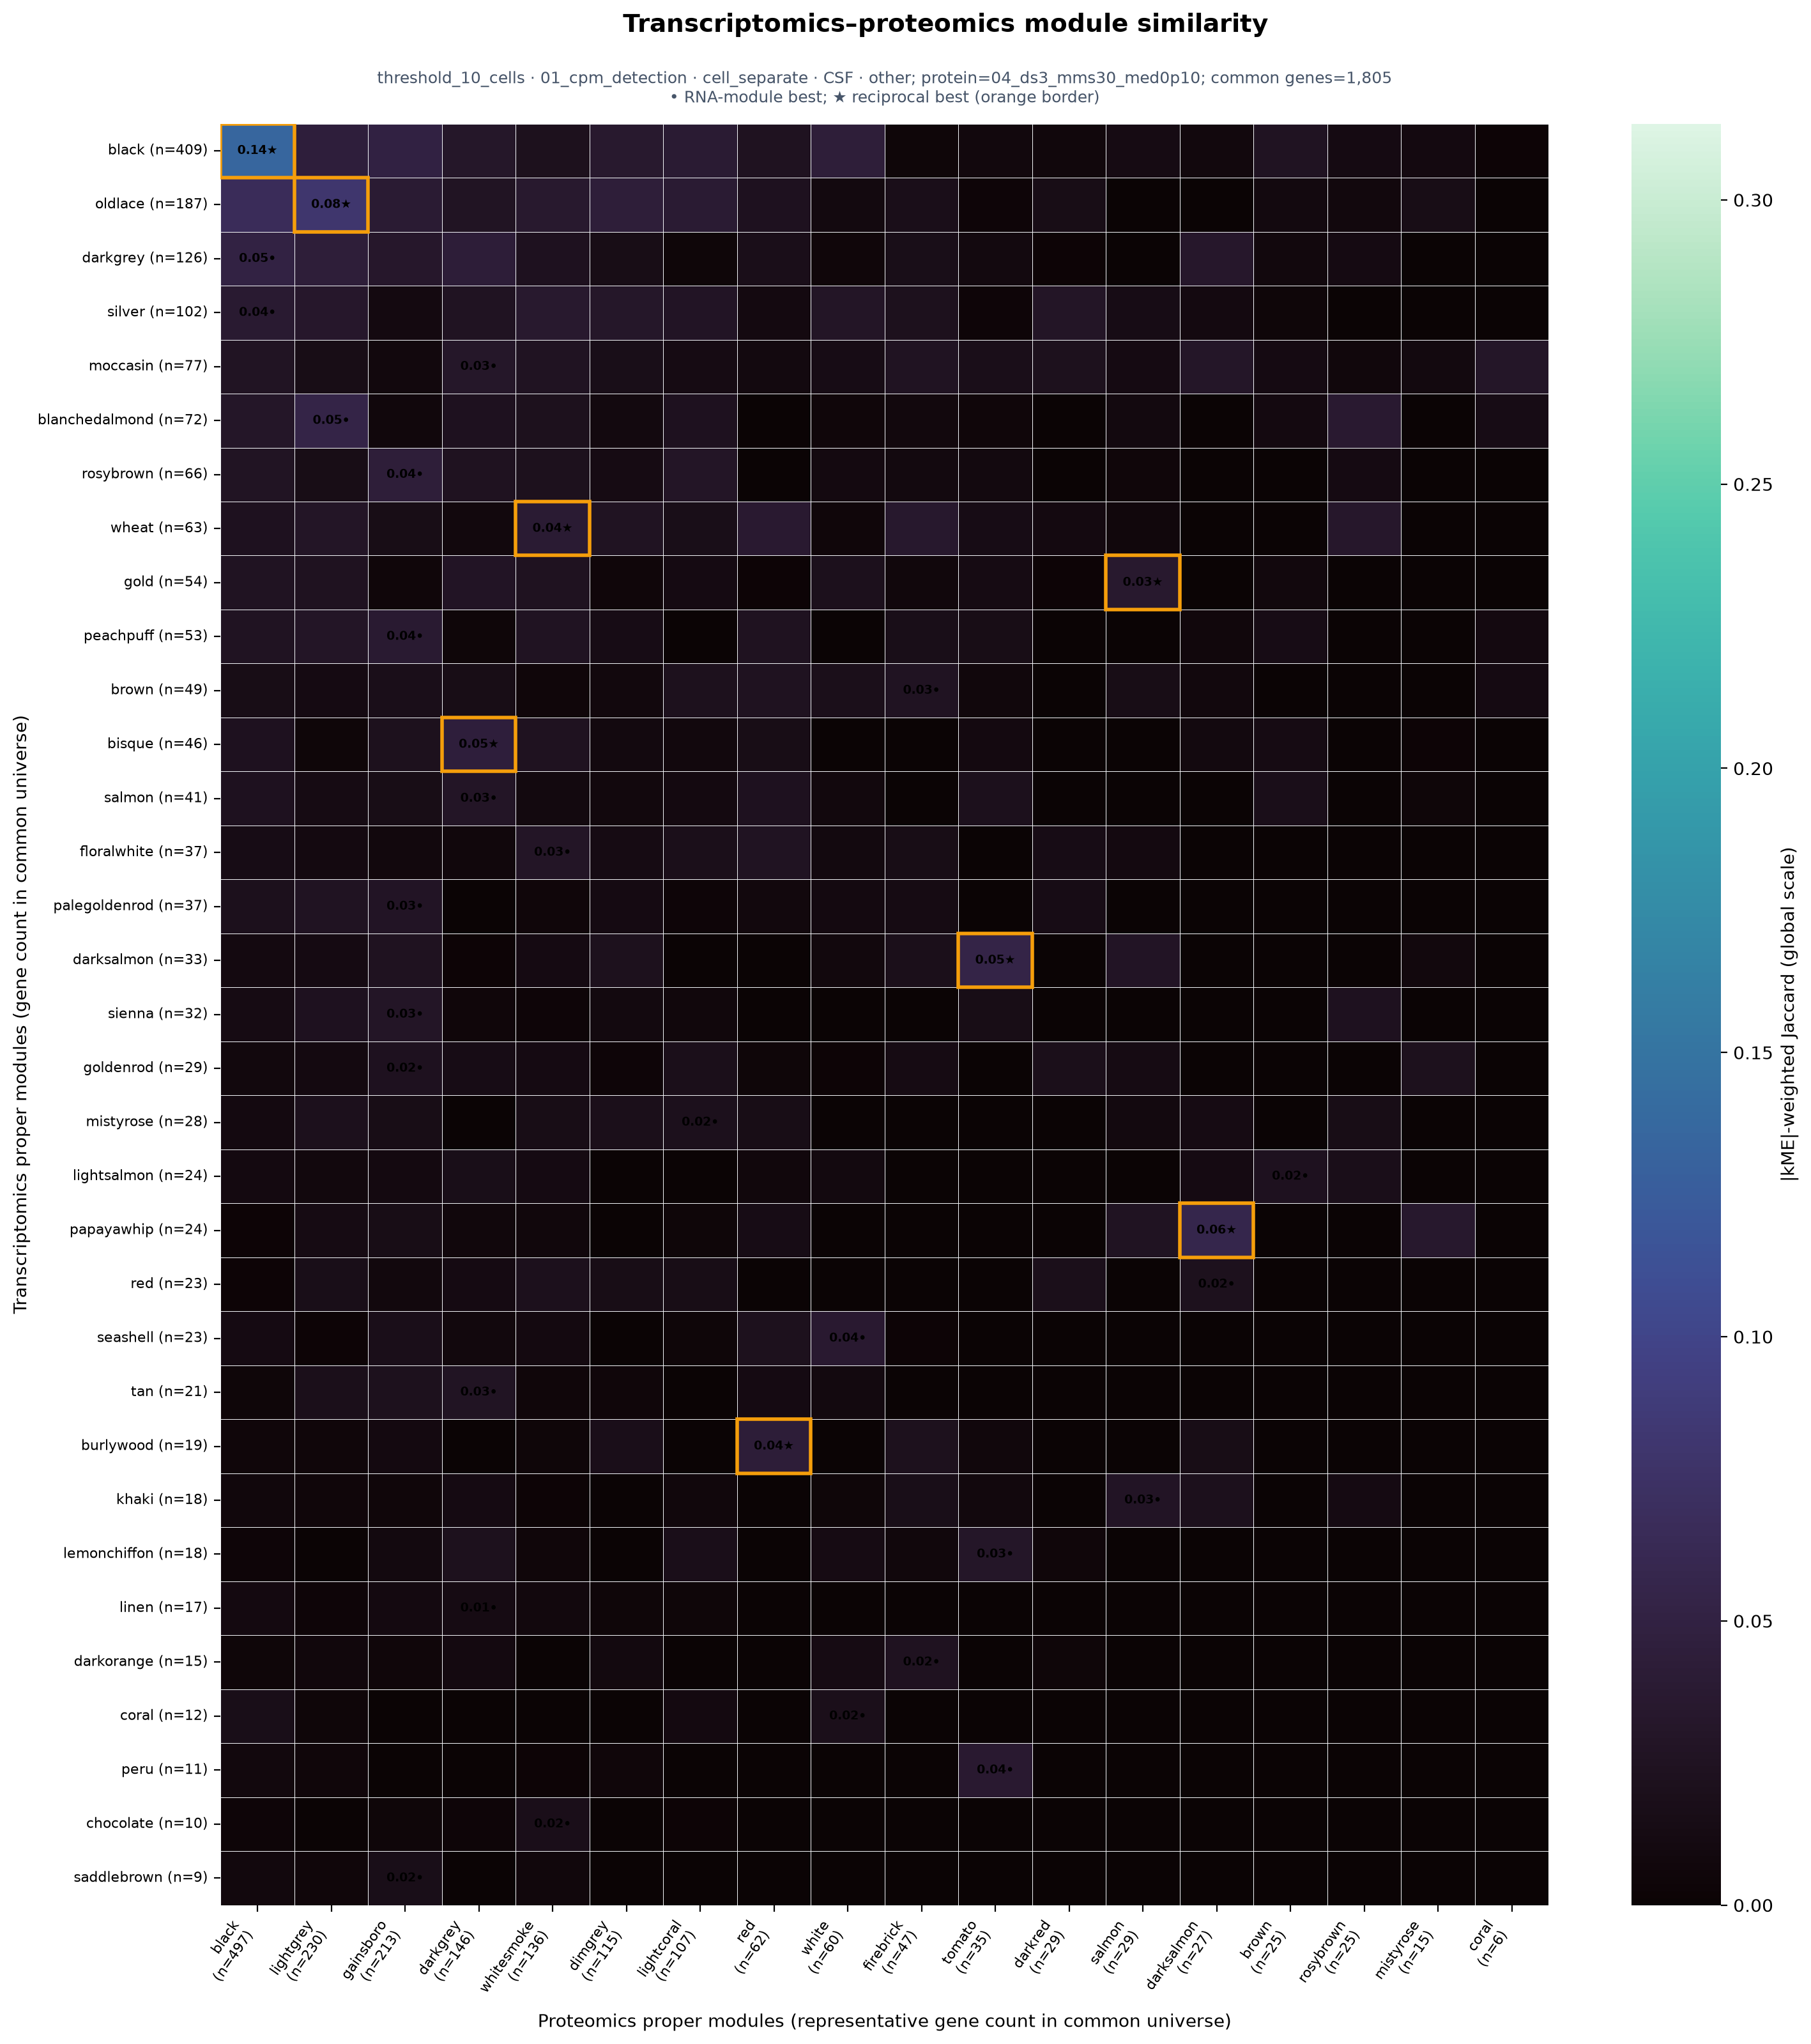 Transcriptomics–proteomics module similarity
threshold_10_cells · 01_cpm_detection · cell_separate · CSF · other; protein=04_ds3_mms30_med0p10; common genes=1,805
• RNA-module best; ★ reciprocal best (orange border)
Transcriptomics proper modules (gene count in common universe)
black (n=409)
0.14★
oldlace (n=187)
0.08★
darkgrey (n=126)
0.05•
silver (n=102)
0.04•
moccasin (n=77)
0.03•
blanchedalmond (n=72)
0.05•
rosybrown (n=66)
0.04•
wheat (n=63)
0.04★
gold (n=54)
0.03★
peachpuff (n=53)
0.04•
brown (n=49)
0.03•
bisque (n=46)
0.05★
salmon (n=41)
0.03•
floralwhite (n=37)
0.03•
palegoldenrod (n=37)
0.03•
darksalmon (n=33)
0.05★
sienna (n=32)
0.03•
goldenrod (n=29)
0.02•
mistyrose (n=28)
0.02•
lightsalmon (n=24)
0.02•
papayawhip (n=24)
0.06★
red (n=23)
0.02•
seashell (n=23)
0.04•
tan (n=21)
0.03•
burlywood (n=19)
0.04★
khaki (n=18)
0.03•
lemonchiffon (n=18)
0.03•
linen (n=17)
0.01•
darkorange (n=15)
0.02•
coral (n=12)
0.02•
peru (n=11)
0.04•
chocolate (n=10)
0.02•
saddlebrown (n=9)
0.02•
black
(n=497)
lightgrey
(n=230)
gainsboro
(n=213)
darkgrey
(n=146)
whitesmoke
(n=136)
dimgrey
(n=115)
lightcoral
(n=107)
red
(n=62)
white
(n=60)
firebrick
(n=47)
tomato
(n=35)
darkred
(n=29)
salmon
(n=29)
darksalmon
(n=27)
brown
(n=25)
rosybrown
(n=25)
mistyrose
(n=15)
coral
(n=6)
Proteomics proper modules (representative gene count in common universe)
0.30
0.25
0.20
0.15
0.10
0.05
0.00
|kME|-weighted Jaccard (global scale)